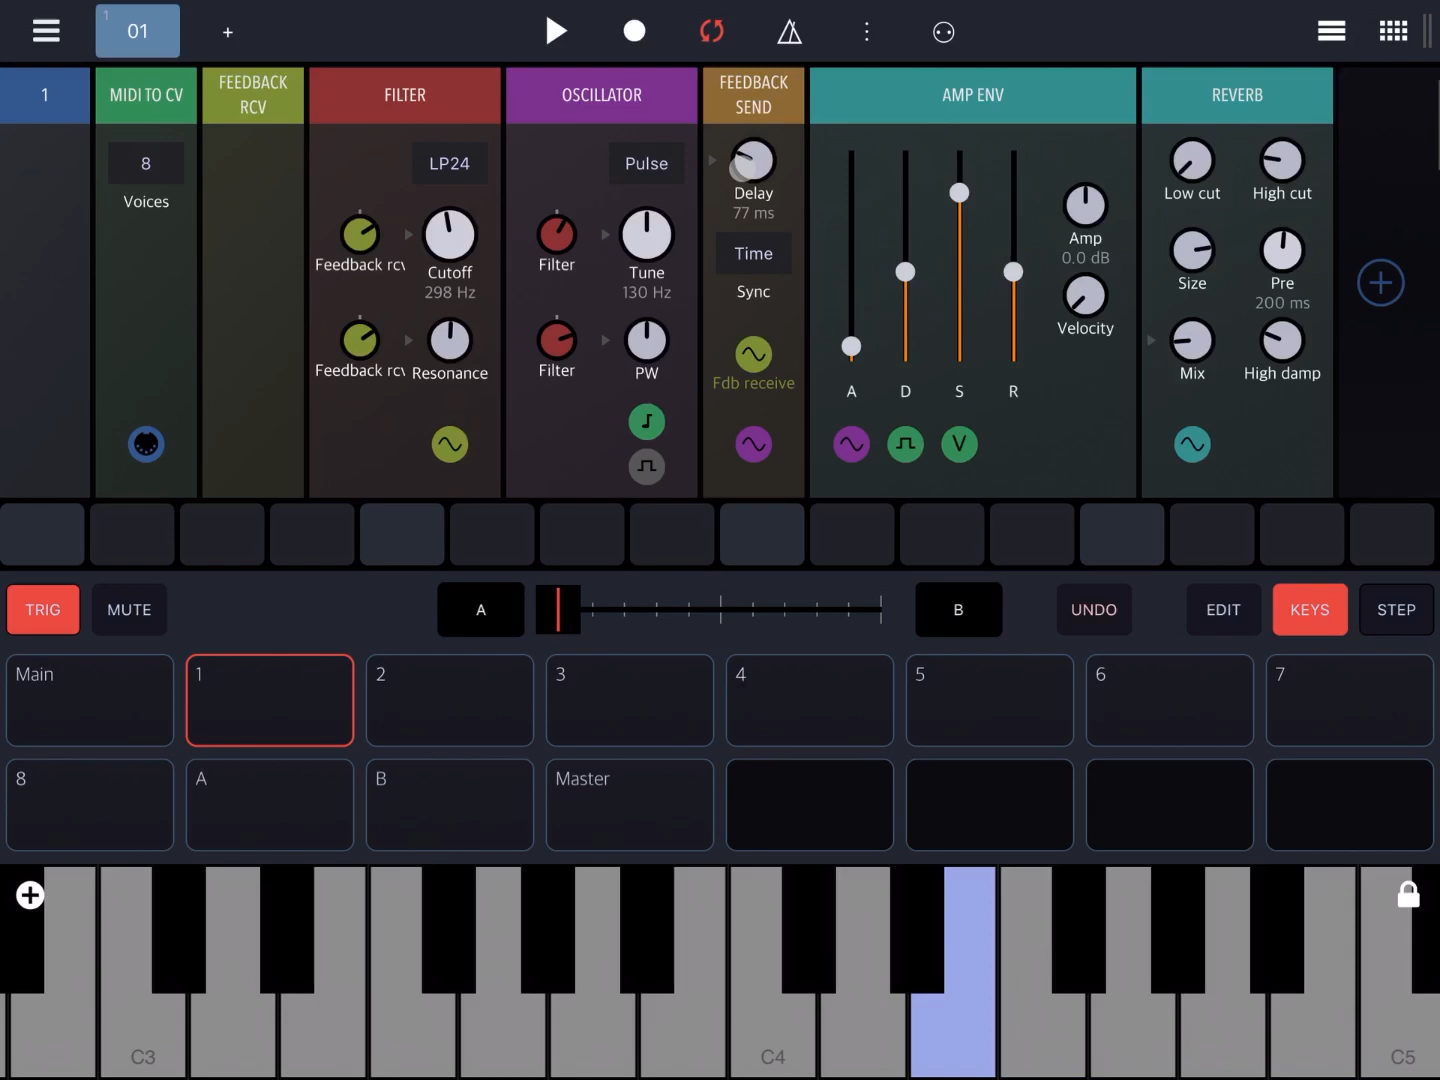 1
01
+
1
MIDI TO CV
FEEDBACK
RCV
FILTER
OSCILLATOR
FEEDBACK
SEND
AMP ENV
REVERB
8
Voices
LP24
Feedback rcv
Cutoff
298 Hz
Feedback rcv
Resonance
Pulse
Filter
Tune
130 Hz
Filter
PW
Delay
77 ms
Time
Sync
Fdb receive
A
D
S
R
Amp
0.0 dB
Velocity
V
Low cut
High cut
Size
Pre
200 ms
Mix
High damp
TRIG
MUTE
A
B
UNDO
EDIT
KEYS
STEP
Main
1
2
3
4
5
6
7
8
A
B
Master
C3
C4
C5